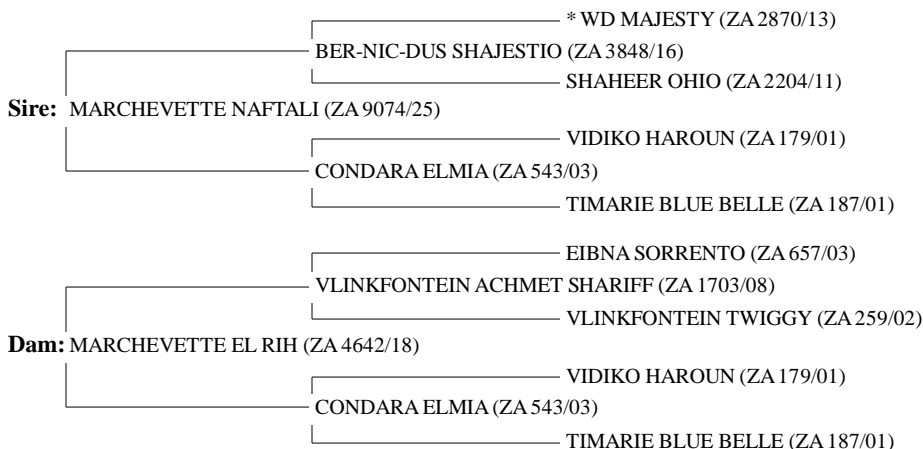 * WD MAJESTY (ZA 2870/13)
BER-NIC-DUS SHAJESTIO (ZA 3848/16)
SHAHEER OHIO (ZA 2204/11)
Sire: MARCHEVETTE NAFTALI (ZA 9074/25)
VIDIKO HAROUN (ZA 179/01)
CONDARA ELMIA (ZA 543/03)
TIMARIE BLUE BELLE (ZA 187/01)
EIBNA SORRENTO (ZA 657/03)
VLINKFONTEIN ACHMET SHARIFF (ZA 1703/08)
VLINKFONTEIN TWIGGY (ZA 259/02)
Dam: MARCHEVETTE EL RIH (ZA 4642/18)
VIDIKO HAROUN (ZA 179/01)
CONDARA ELMIA (ZA 543/03)
TIMARIE BLUE BELLE (ZA 187/01)